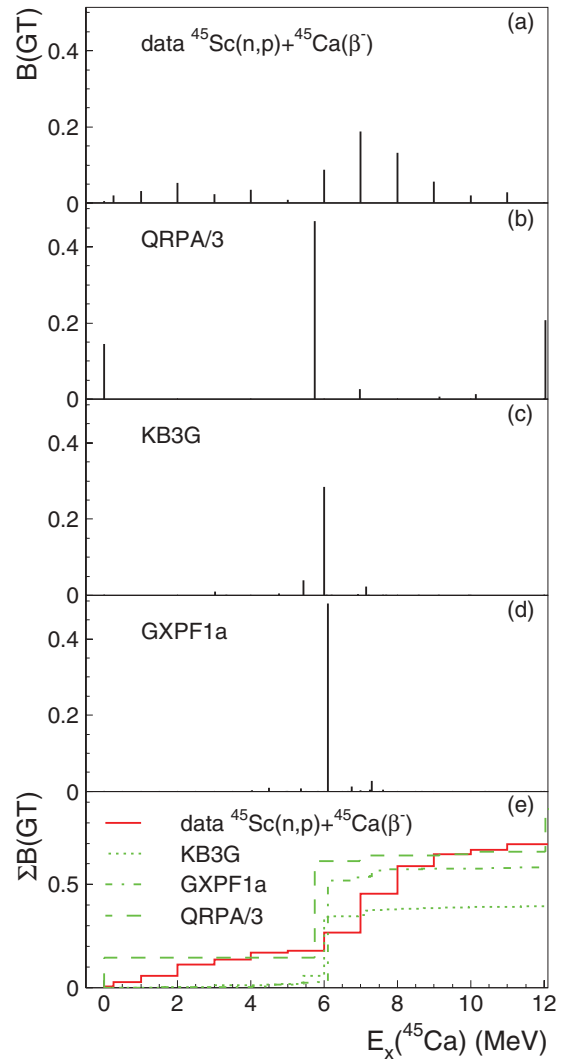 (a)
data ⁴⁵Sc(n,p)+⁴⁵Ca(β⁻)
B(GT)
0.4
0.2
0
(b)
QRPA/3
0.4
0.2
0
(c)
KB3G
0.4
0.2
0
(d)
GXPF1a
0.4
0.2
0
(e)
data ⁴⁵Sc(n,p)+⁴⁵Ca(β⁻)
KB3G
GXPF1a
QRPA/3
ΣB(GT)
0.5
0
0 2 4 6 8 10 12
Eₓ(⁴⁵Ca) (MeV)